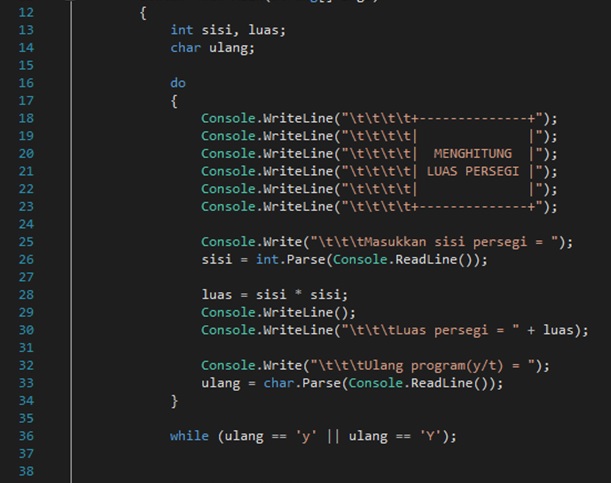 12 {
13 int sisi, luas;
14 char ulang;
15
16 do
17 {
18 Console.WriteLine("\t\t\t\t+--------------+");
19 Console.WriteLine("\t\t\t\t|              |");
20 Console.WriteLine("\t\t\t\t|  MENGHITUNG  |");
21 Console.WriteLine("\t\t\t\t| LUAS PERSEGI |");
22 Console.WriteLine("\t\t\t\t|              |");
23 Console.WriteLine("\t\t\t\t+--------------+");
24
25 Console.Write("\t\t\tMasukkan sisi persegi = ");
26 sisi = int.Parse(Console.ReadLine());
27
28 luas = sisi * sisi;
29 Console.WriteLine();
30 Console.WriteLine("\t\t\tLuas persegi = " + luas);
31
32 Console.Write("\t\t\tUlang program(y/t) = ");
33 ulang = char.Parse(Console.ReadLine());
34 }
35
36 while (ulang == 'y' || ulang == 'Y');
37
38